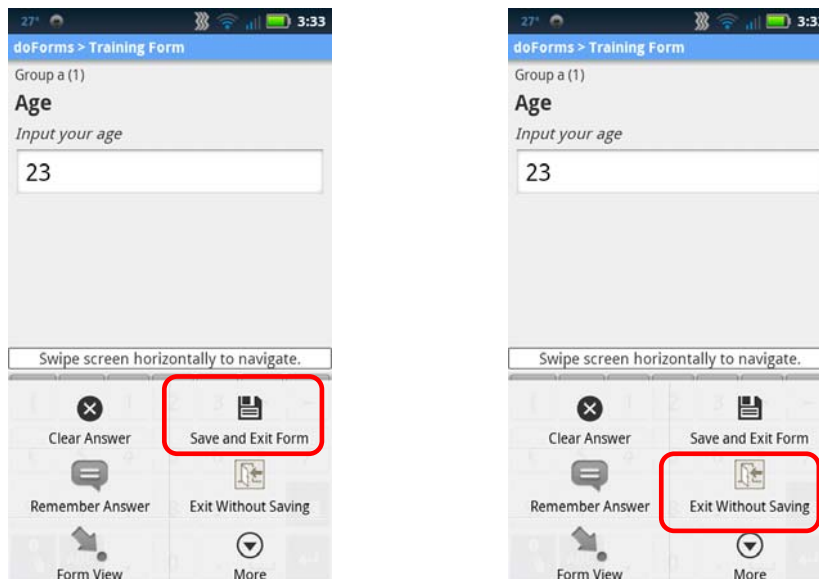 27° 3:33
doForms > Training Form
Group a (1)
Age
Input your age
23
Swipe screen horizontally to navigate.
Clear Answer Save and Exit Form
Remember Answer Exit Without Saving
Form View More
27° 3:33
doForms > Training Form
Group a (1)
Age
Input your age
23
Swipe screen horizontally to navigate.
Clear Answer Save and Exit Form
Remember Answer Exit Without Saving
Form View More